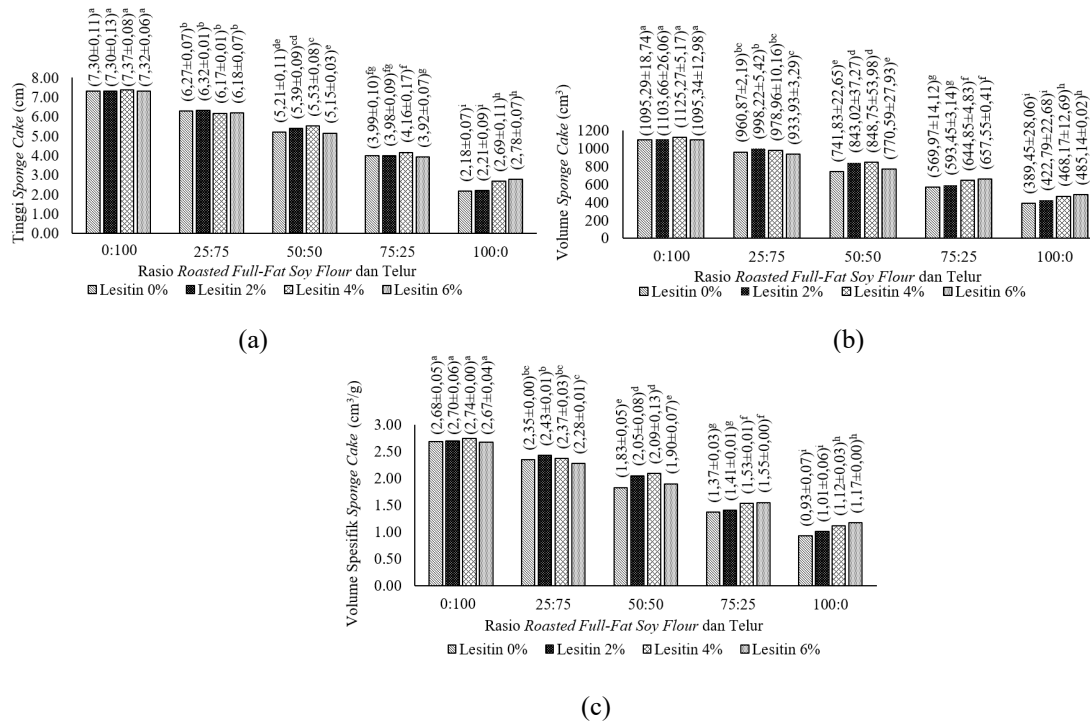 (7,30±0,11)ᵃ
(7,30±0,13)ᵃ
(7,37±0,08)ᵃ
(7,32±0,06)ᵃ
(6,27±0,07)ᵇ
(6,32±0,01)ᵇ
(6,17±0,01)ᵇ
(6,18±0,07)ᵇ
(5,21±0,11)ᵈᵉ
(5,39±0,09)ᶜᵈ
(5,53±0,08)ᶜ
(5,15±0,03)ᵉ
(3,99±0,10)ᶠᵍ
(3,98±0,09)ᶠᵍ
(4,16±0,17)ᶠ
(3,92±0,07)ᵍ
(2,18±0,07)ⁱ
(2,21±0,09)ⁱ
(2,69±0,11)ʰ
(2,78±0,07)ʰ
Tinggi Sponge Cake (cm)
8.00
7.00
6.00
5.00
4.00
3.00
2.00
1.00
0.00
0:100 25:75 50:50 75:25 100:0
Rasio Roasted Full-Fat Soy Flour dan Telur
Lesitin 0% Lesitin 2% Lesitin 4% Lesitin 6%
(a)
(1095,29±18,74)ᵃ
(1103,66±26,06)ᵃ
(1125,27±5,17)ᵃ
(1095,34±12,98)ᵃ
(960,87±2,19)ᵇᶜ
(998,22±5,42)ᵇ
(978,96±10,16)ᵇᶜ
(933,93±3,29)ᶜ
(741,83±22,65)ᵉ
(843,02±37,27)ᵈ
(848,75±53,98)ᵈ
(770,59±27,93)ᵉ
(569,97±14,12)ᵍ
(593,45±3,14)ᵍ
(644,85±4,83)ᶠ
(657,55±0,41)ᶠ
(389,45±28,06)ⁱ
(422,79±22,68)ⁱ
(468,17±12,69)ʰ
(485,14±0,02)ʰ
Volume Sponge Cake (cm³)
1200
1000
800
600
400
200
0
0:100 25:75 50:50 75:25 100:0
Rasio Roasted Full-Fat Soy Flour dan Telur
Lesitin 0% Lesitin 2% Lesitin 4% Lesitin 6%
(b)
(2,68±0,05)ᵃ
(2,70±0,06)ᵃ
(2,74±0,00)ᵃ
(2,67±0,04)ᵃ
(2,35±0,00)ᵇᶜ
(2,43±0,01)ᵇ
(2,37±0,03)ᵇᶜ
(2,28±0,01)ᶜ
(1,83±0,05)ᵉ
(2,05±0,08)ᵈ
(2,09±0,13)ᵈ
(1,90±0,07)ᵉ
(1,37±0,03)ᵍ
(1,41±0,01)ᵍ
(1,53±0,01)ᶠ
(1,55±0,00)ᶠ
(0,93±0,07)ⁱ
(1,01±0,06)ⁱ
(1,12±0,03)ʰ
(1,17±0,00)ʰ
Volume Spesifik Sponge Cake (cm³/g)
3.00
2.50
2.00
1.50
1.00
0.50
0.00
0:100 25:75 50:50 75:25 100:0
Rasio Roasted Full-Fat Soy Flour dan Telur
Lesitin 0% Lesitin 2% Lesitin 4% Lesitin 6%
(c)